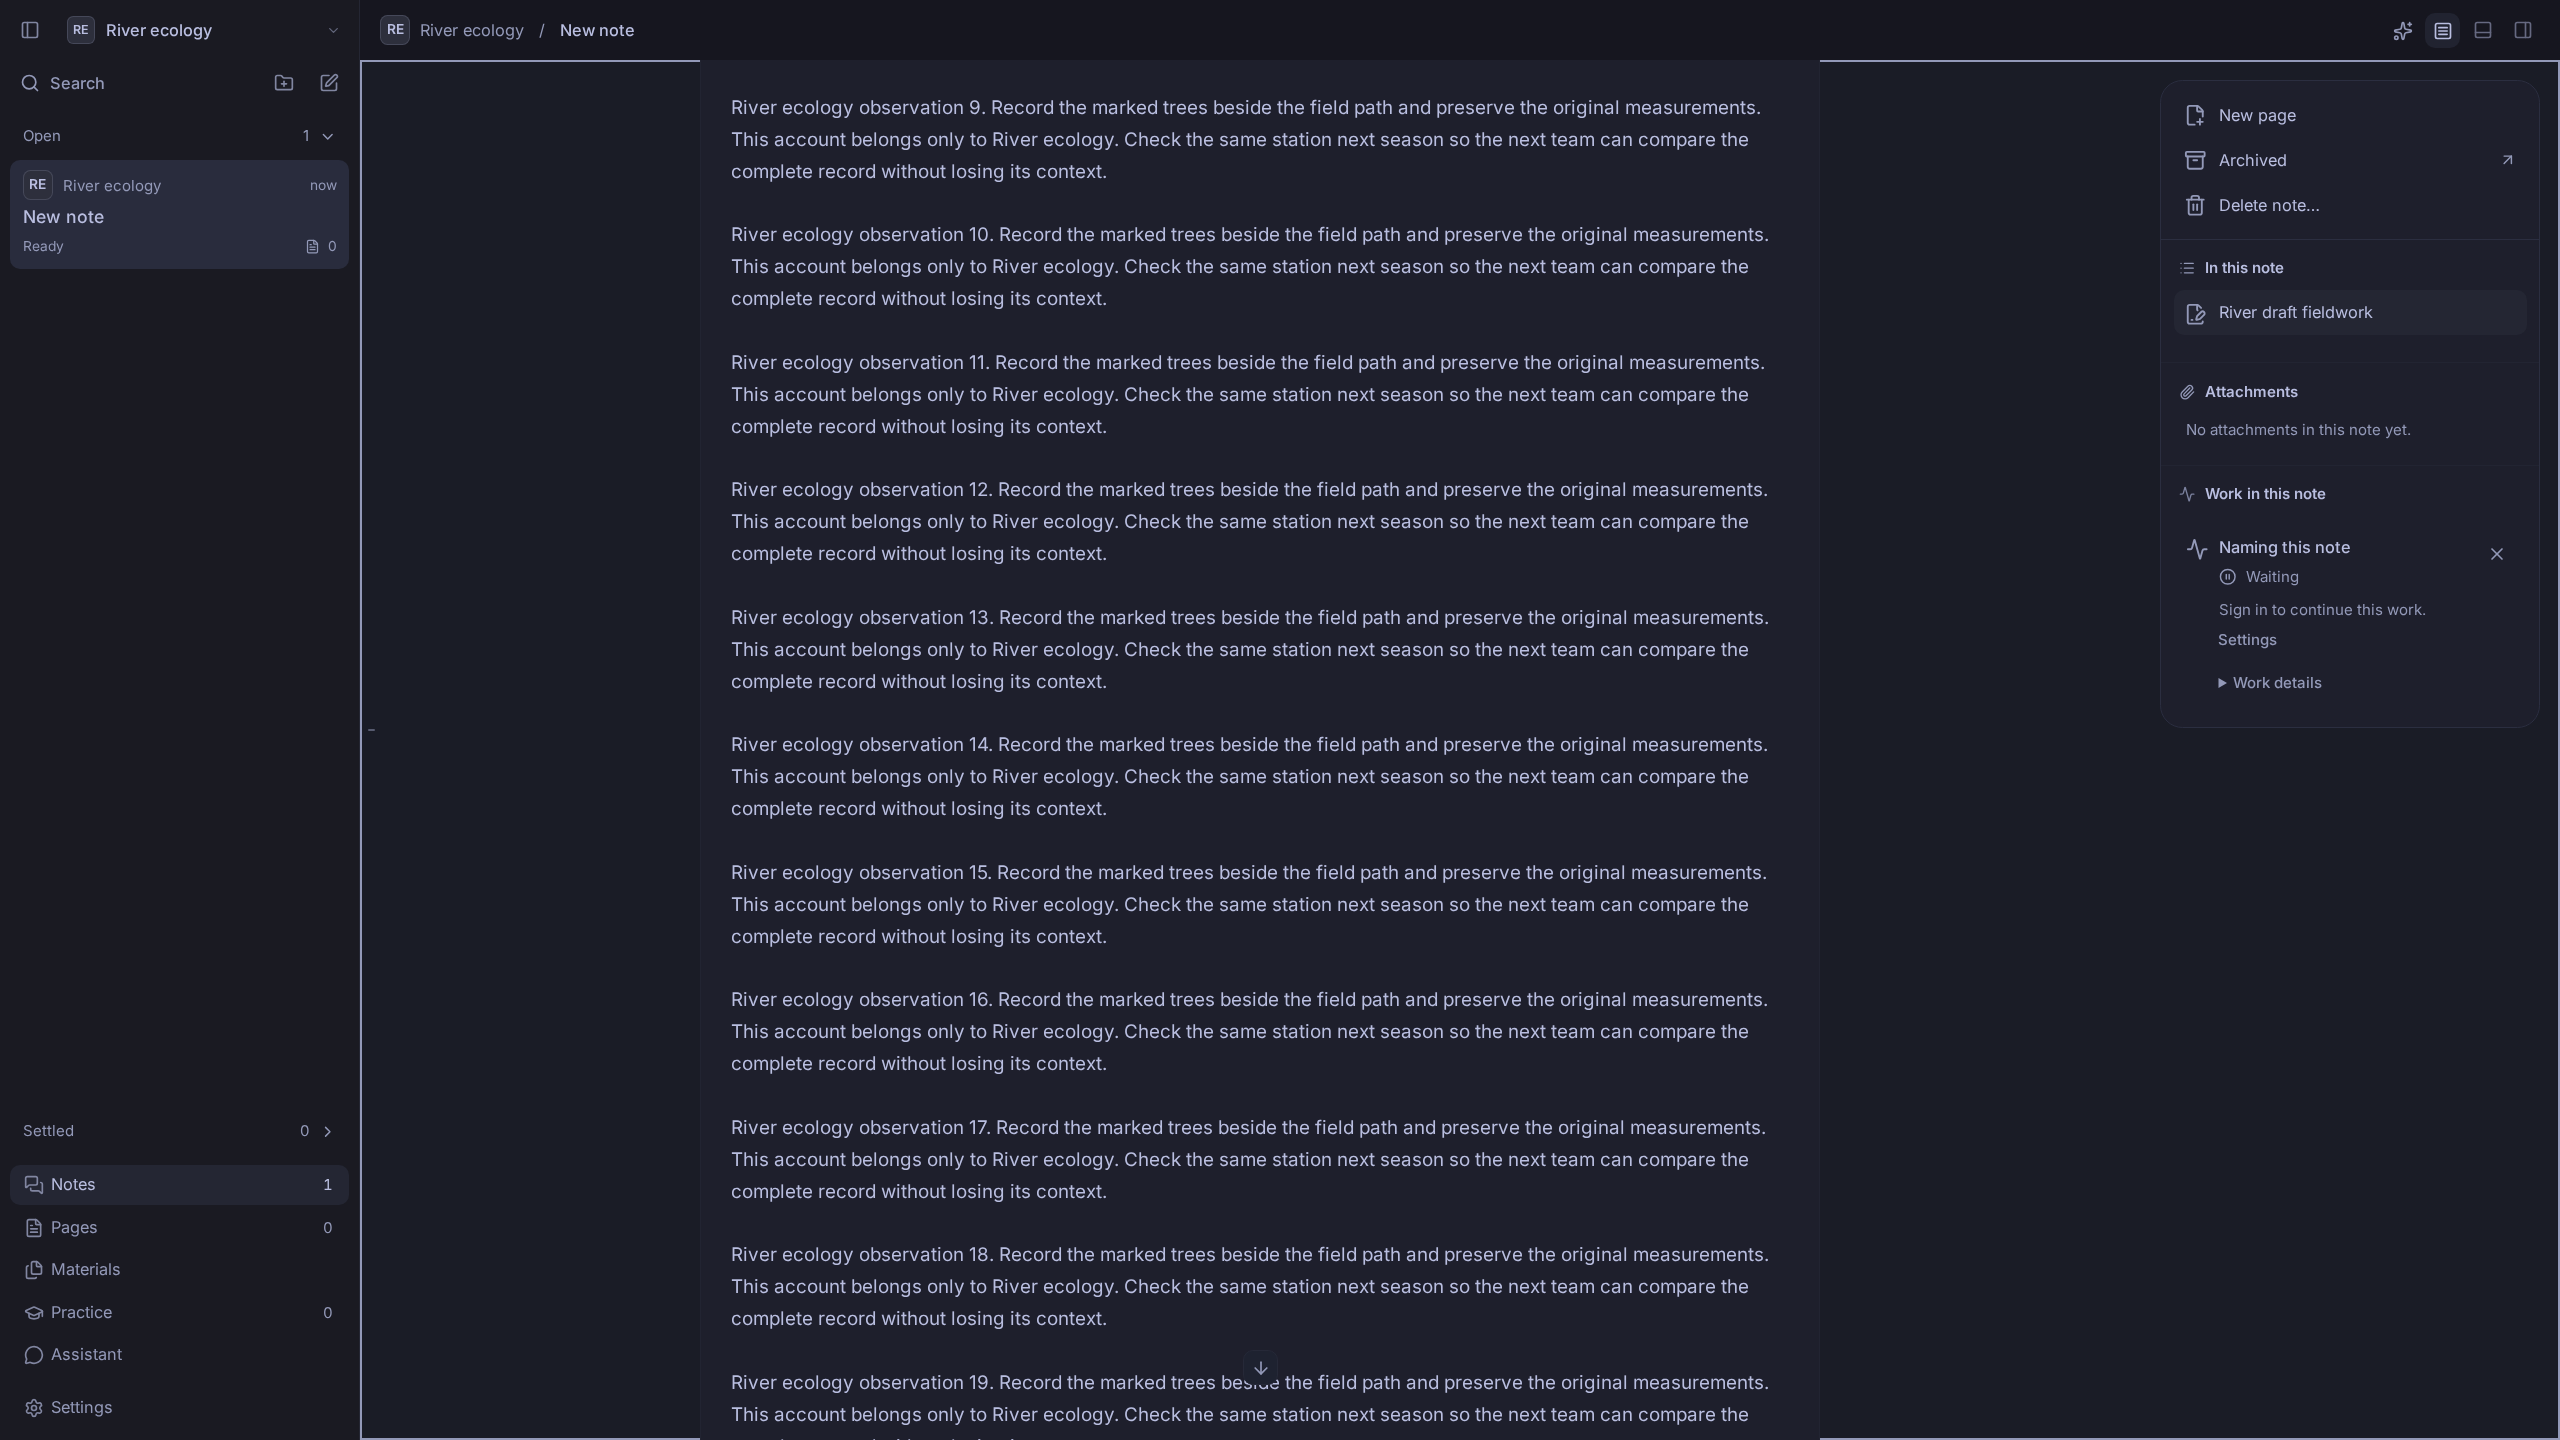 RE River ecology
Search
Open 1
RE River ecology now
New note
Ready 0
Settled 0
Notes 1
Pages 0
Materials
Practice 0
Assistant
Settings
RE River ecology / New note
River ecology observation 9. Record the marked trees beside the field path and preserve the original measurements.
This account belongs only to River ecology. Check the same station next season so the next team can compare the
complete record without losing its context.
River ecology observation 10. Record the marked trees beside the field path and preserve the original measurements.
This account belongs only to River ecology. Check the same station next season so the next team can compare the
complete record without losing its context.
River ecology observation 11. Record the marked trees beside the field path and preserve the original measurements.
This account belongs only to River ecology. Check the same station next season so the next team can compare the
complete record without losing its context.
River ecology observation 12. Record the marked trees beside the field path and preserve the original measurements.
This account belongs only to River ecology. Check the same station next season so the next team can compare the
complete record without losing its context.
River ecology observation 13. Record the marked trees beside the field path and preserve the original measurements.
This account belongs only to River ecology. Check the same station next season so the next team can compare the
complete record without losing its context.
River ecology observation 14. Record the marked trees beside the field path and preserve the original measurements.
This account belongs only to River ecology. Check the same station next season so the next team can compare the
complete record without losing its context.
River ecology observation 15. Record the marked trees beside the field path and preserve the original measurements.
This account belongs only to River ecology. Check the same station next season so the next team can compare the
complete record without losing its context.
River ecology observation 16. Record the marked trees beside the field path and preserve the original measurements.
This account belongs only to River ecology. Check the same station next season so the next team can compare the
complete record without losing its context.
River ecology observation 17. Record the marked trees beside the field path and preserve the original measurements.
This account belongs only to River ecology. Check the same station next season so the next team can compare the
complete record without losing its context.
River ecology observation 18. Record the marked trees beside the field path and preserve the original measurements.
This account belongs only to River ecology. Check the same station next season so the next team can compare the
complete record without losing its context.
River ecology observation 19. Record the marked trees beside the field path and preserve the original measurements.
This account belongs only to River ecology. Check the same station next season so the next team can compare the
New page
Archived
Delete note...
In this note
River draft fieldwork
Attachments
No attachments in this note yet.
Work in this note
Naming this note
Waiting
Sign in to continue this work.
Settings
Work details